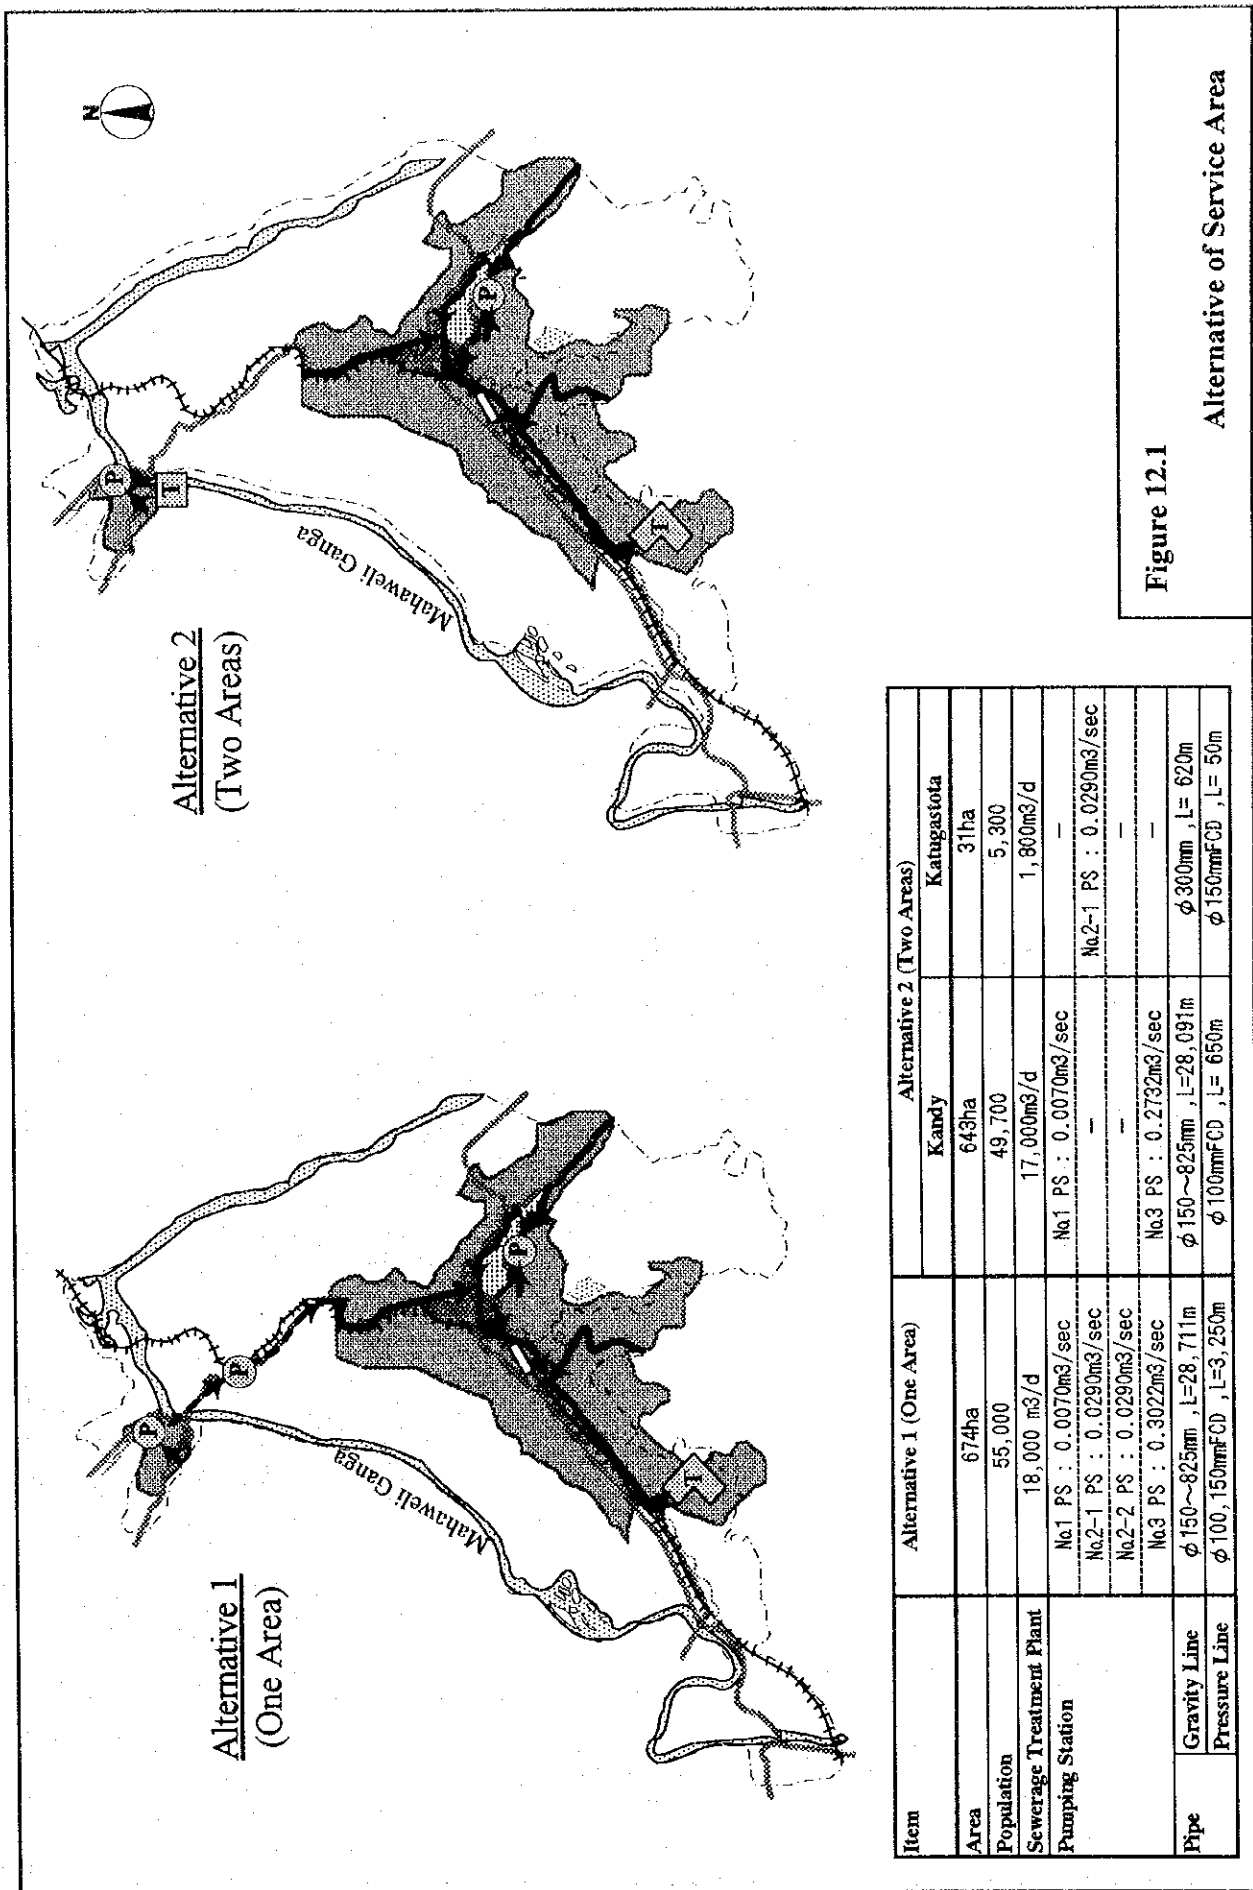 Alternative 1
(One Area)
Mahaweli Ganga
P
P
P
T
Alternative 2
(Two Areas)
Mahaweli Ganga
P
T
P
T
N
Item Alternative 1 (One Area) Alternative 2 (Two Areas)
Kandy Katugastota
Area 674ha 643ha 31ha
Population 55,000 49,700 5,300
Sewerage Treatment Plant 18,000 m3/d 17,000m3/d 1,800m3/d
Pumping Station No.1 PS : 0.0070m3/sec No.1 PS : 0.0070m3/sec –
No.2-1 PS : 0.0290m3/sec – No.2-1 PS : 0.0290m3/sec
No.2-2 PS : 0.0290m3/sec – –
No.3 PS : 0.3022m3/sec No.3 PS : 0.2732m3/sec –
Pipe Gravity Line φ150~825mm , L=28,711m φ150~825mm , L=28,091m φ300mm , L= 620m
Pressure Line φ100,150mmFCD , L=3,250m φ100mmFCD , L= 650m φ150mmFCD , L= 50m
Figure 12.1
Alternative of Service Area